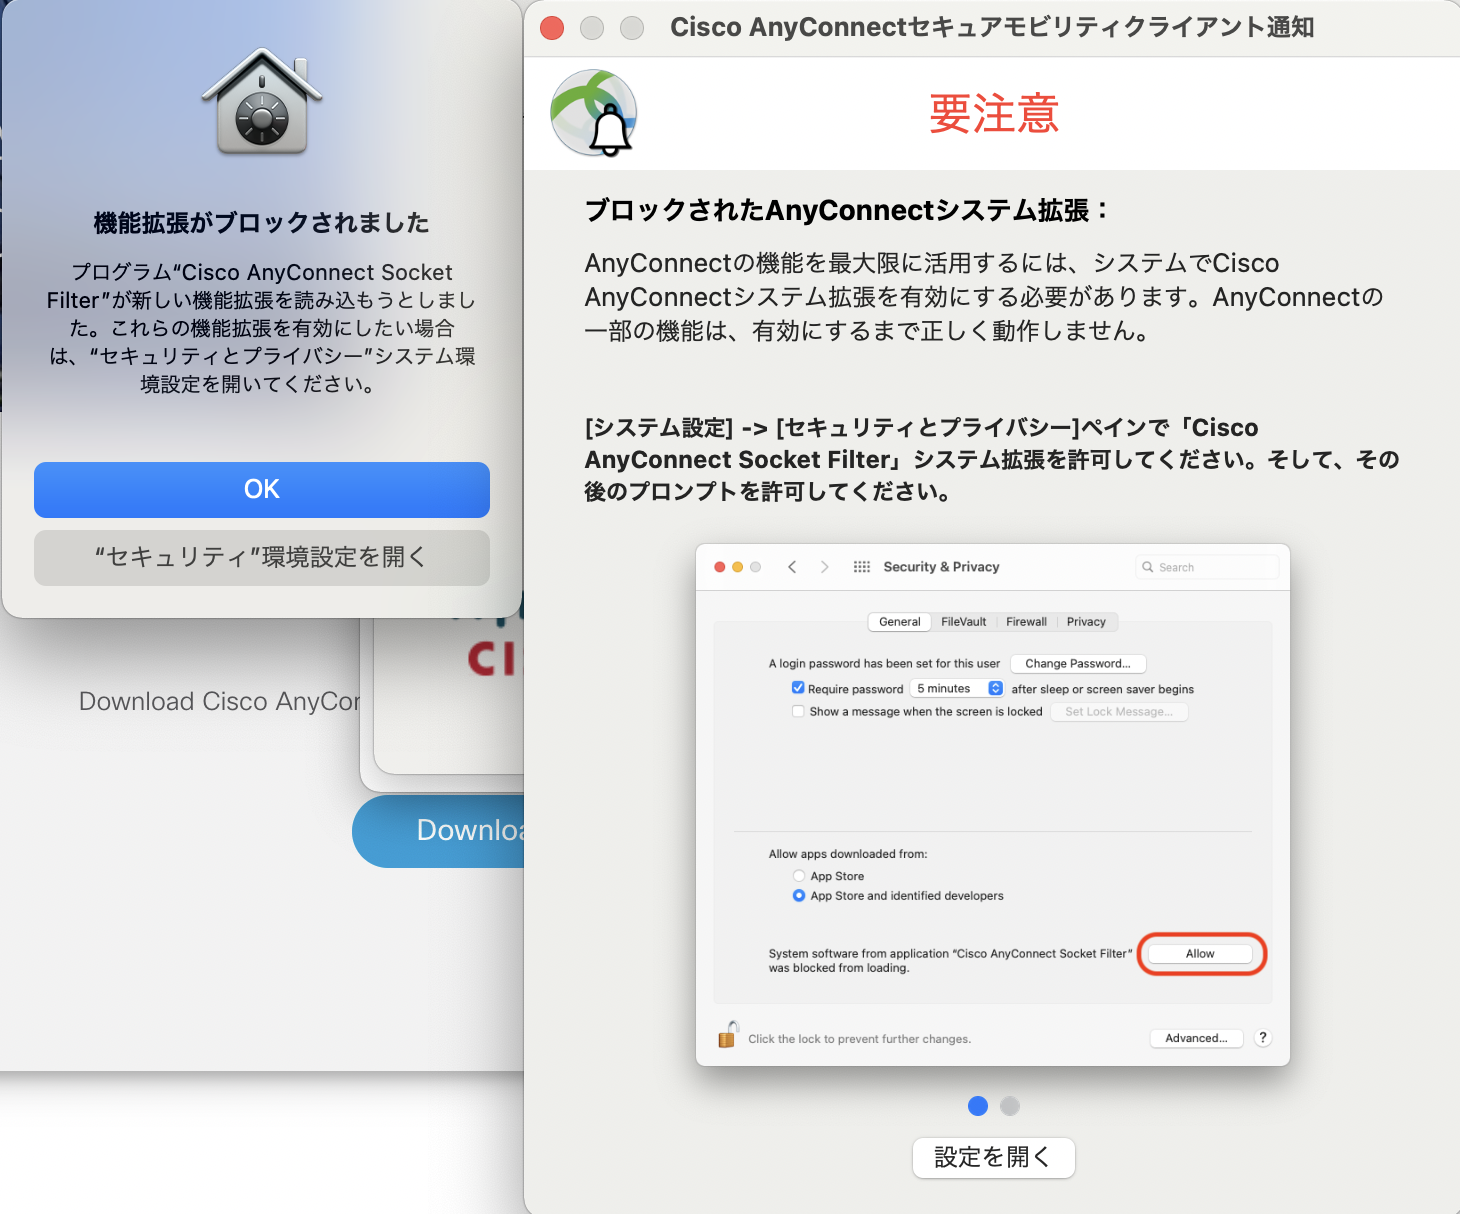 機能拡張がブロックされました
プログラム“Cisco AnyConnect Socket
Filter”が新しい機能拡張を読み込もうとしまし
た。これらの機能拡張を有効にしたい場合
は、“セキュリティとプライバシー”システム環
境設定を開いてください。
OK
“セキュリティ”環境設定を開く
Download Cisco AnyCon
CIS
Downloa
Cisco AnyConnectセキュアモビリティクライアント通知
要注意
ブロックされたAnyConnectシステム拡張：
AnyConnectの機能を最大限に活用するには、システムでCisco
AnyConnectシステム拡張を有効にする必要があります。AnyConnectの
一部の機能は、有効にするまで正しく動作しません。
[システム設定] -> [セキュリティとプライバシー]ペインで「Cisco
AnyConnect Socket Filter」システム拡張を許可してください。そして、その
後のプロンプトを許可してください。
Security & Privacy
Search
General FileVault Firewall Privacy
A login password has been set for this user Change Password...
Require password 5 minutes after sleep or screen saver begins
Show a message when the screen is locked Set Lock Message...
Allow apps downloaded from:
App Store
App Store and identified developers
System software from application “Cisco AnyConnect Socket Filter” Allow
was blocked from loading.
Click the lock to prevent further changes. Advanced... ?
設定を開く